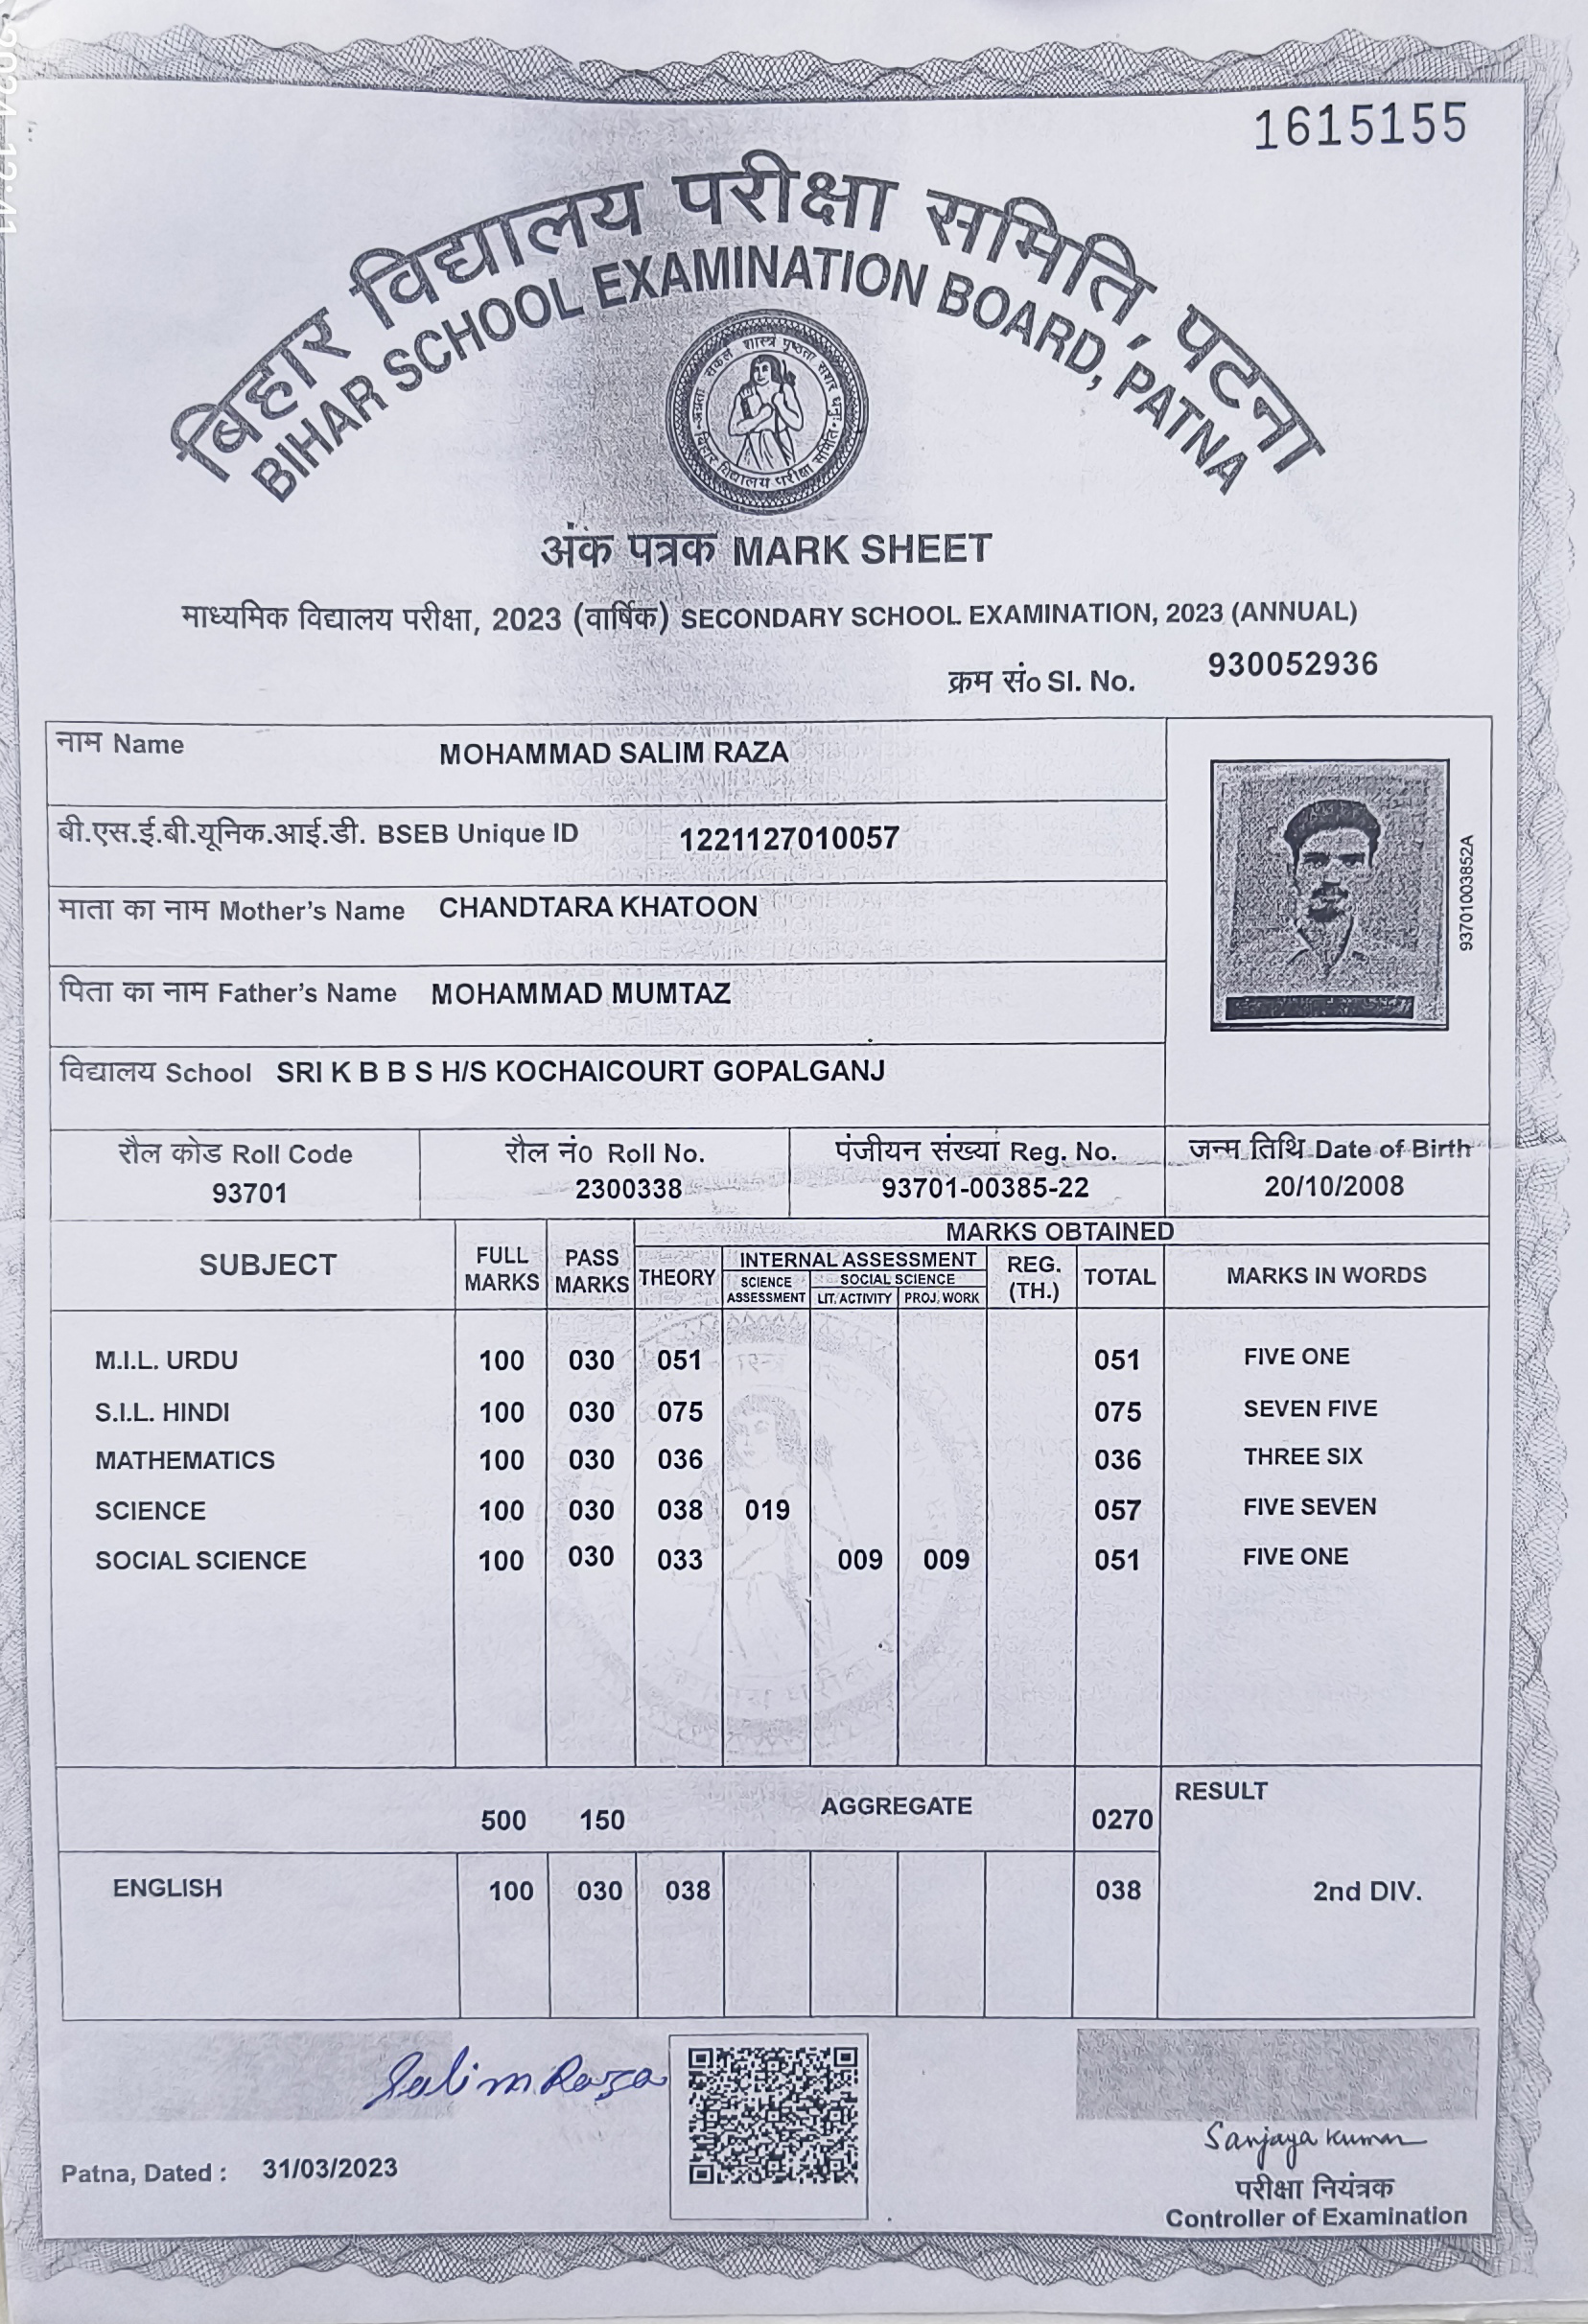 1615155
बिहार विद्यालय परीक्षा समिति, पटना
BIHAR SCHOOL EXAMINATION BOARD, PATNA
बिहार विद्यालय परीक्षा समिति
अंक पत्रक MARK SHEET
माध्यमिक विद्यालय परीक्षा, 2023 (वार्षिक) SECONDARY SCHOOL EXAMINATION, 2023 (ANNUAL)
क्रम सं० Sl. No. 930052936
नाम Name MOHAMMAD SALIM RAZA
बी.एस.ई.बी.यूनिक.आई.डी. BSEB Unique ID 1221127010057
माता का नाम Mother's Name CHANDTARA KHATOON
पिता का नाम Father's Name MOHAMMAD MUMTAZ
विद्यालय School SRI K B B S H/S KOCHAICOURT GOPALGANJ
93701003852A
रौल कोड Roll Code रौल नं० Roll No. पंजीयन संख्या Reg. No. जन्म तिथि Date of Birth
93701 2300338 93701-00385-22 20/10/2008
SUBJECT FULL MARKS PASS MARKS MARKS OBTAINED
THEORY INTERNAL ASSESSMENT REG. (TH.) TOTAL MARKS IN WORDS
SCIENCE ASSESSMENT SOCIAL SCIENCE
LIT. ACTIVITY PROJ. WORK
M.I.L. URDU 100 030 051 051 FIVE ONE
S.I.L. HINDI 100 030 075 075 SEVEN FIVE
MATHEMATICS 100 030 036 036 THREE SIX
SCIENCE 100 030 038 019 057 FIVE SEVEN
SOCIAL SCIENCE 100 030 033 009 009 051 FIVE ONE
500 150 AGGREGATE 0270 RESULT
ENGLISH 100 030 038 038 2nd DIV.
Salim Raza
Sanjaya Kumar
Patna, Dated : 31/03/2023
परीक्षा नियंत्रक
Controller of Examination